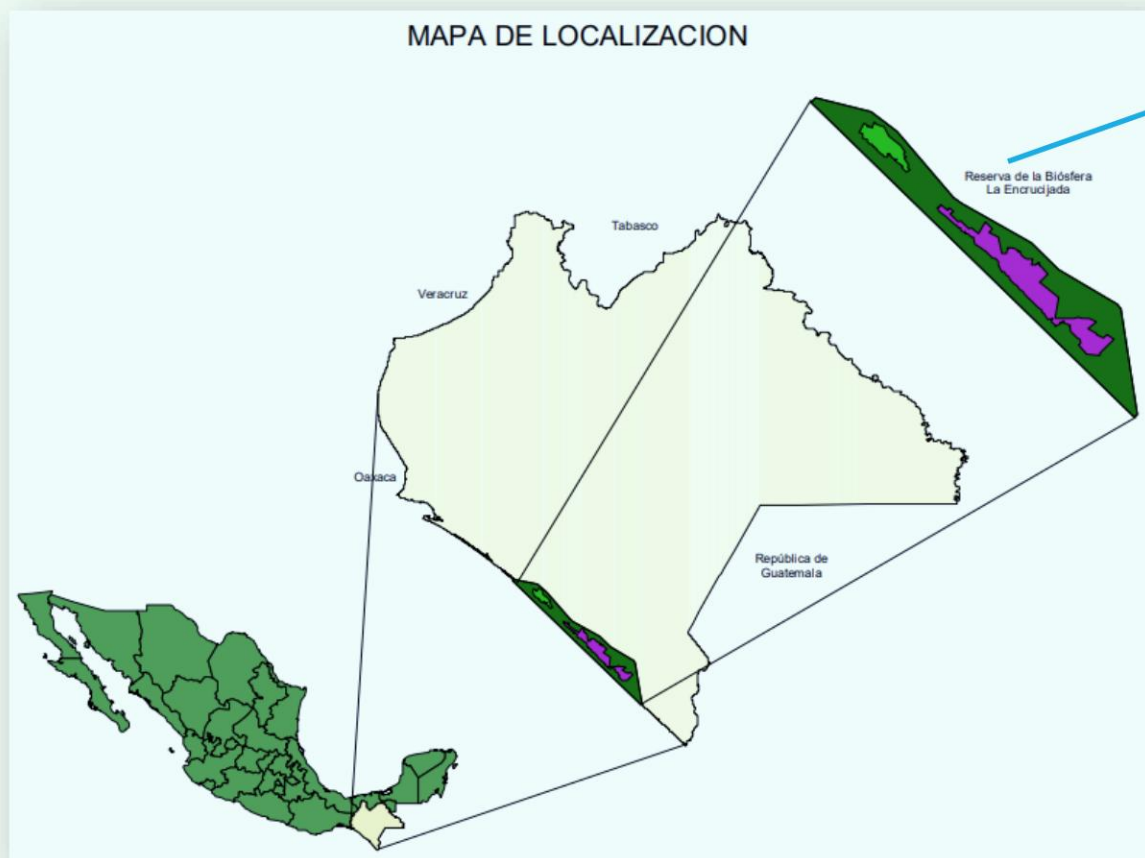 MAPA DE LOCALIZACION
Reserva de la Biósfera
La Encrucijada
Tabasco
Veracruz
Oaxaca
República de
Guatemala